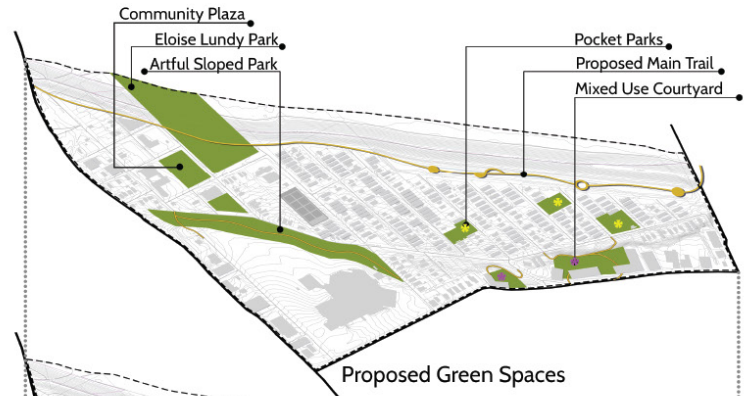 Community Plaza
Eloise Lundy Park
Artful Sloped Park
Pocket Parks
Proposed Main Trail
Mixed Use Courtyard
Proposed Green Spaces